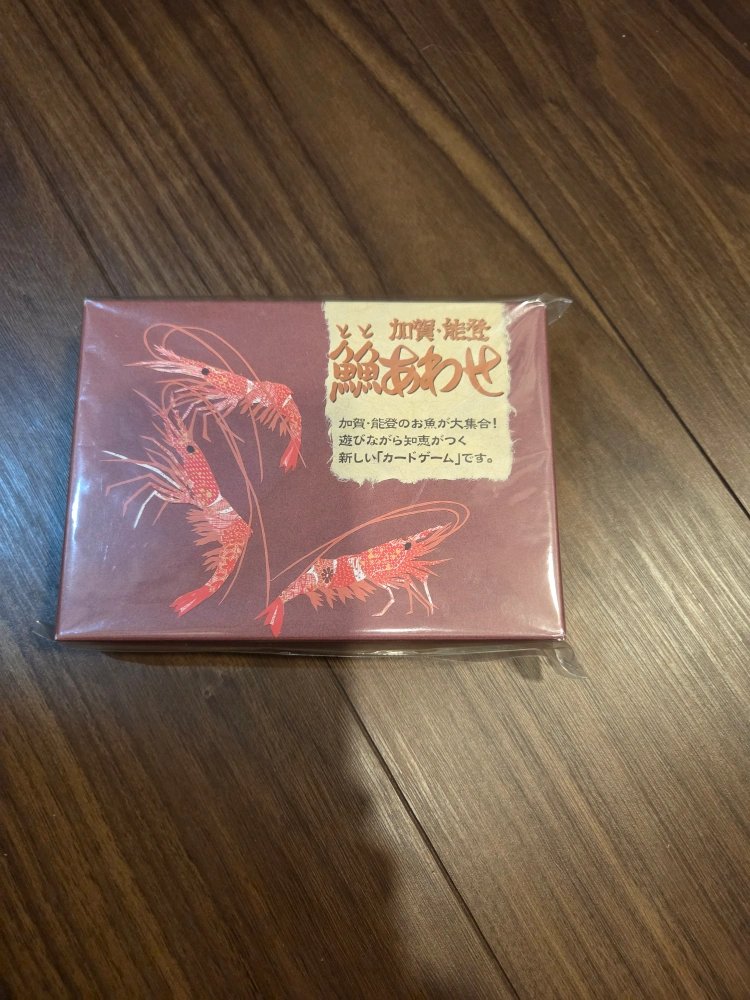 加賀・能登
とと
䲆あわせ
加賀・能登のお魚が大集合！
遊びながら知恵がつく
新しい「カードゲーム」です。